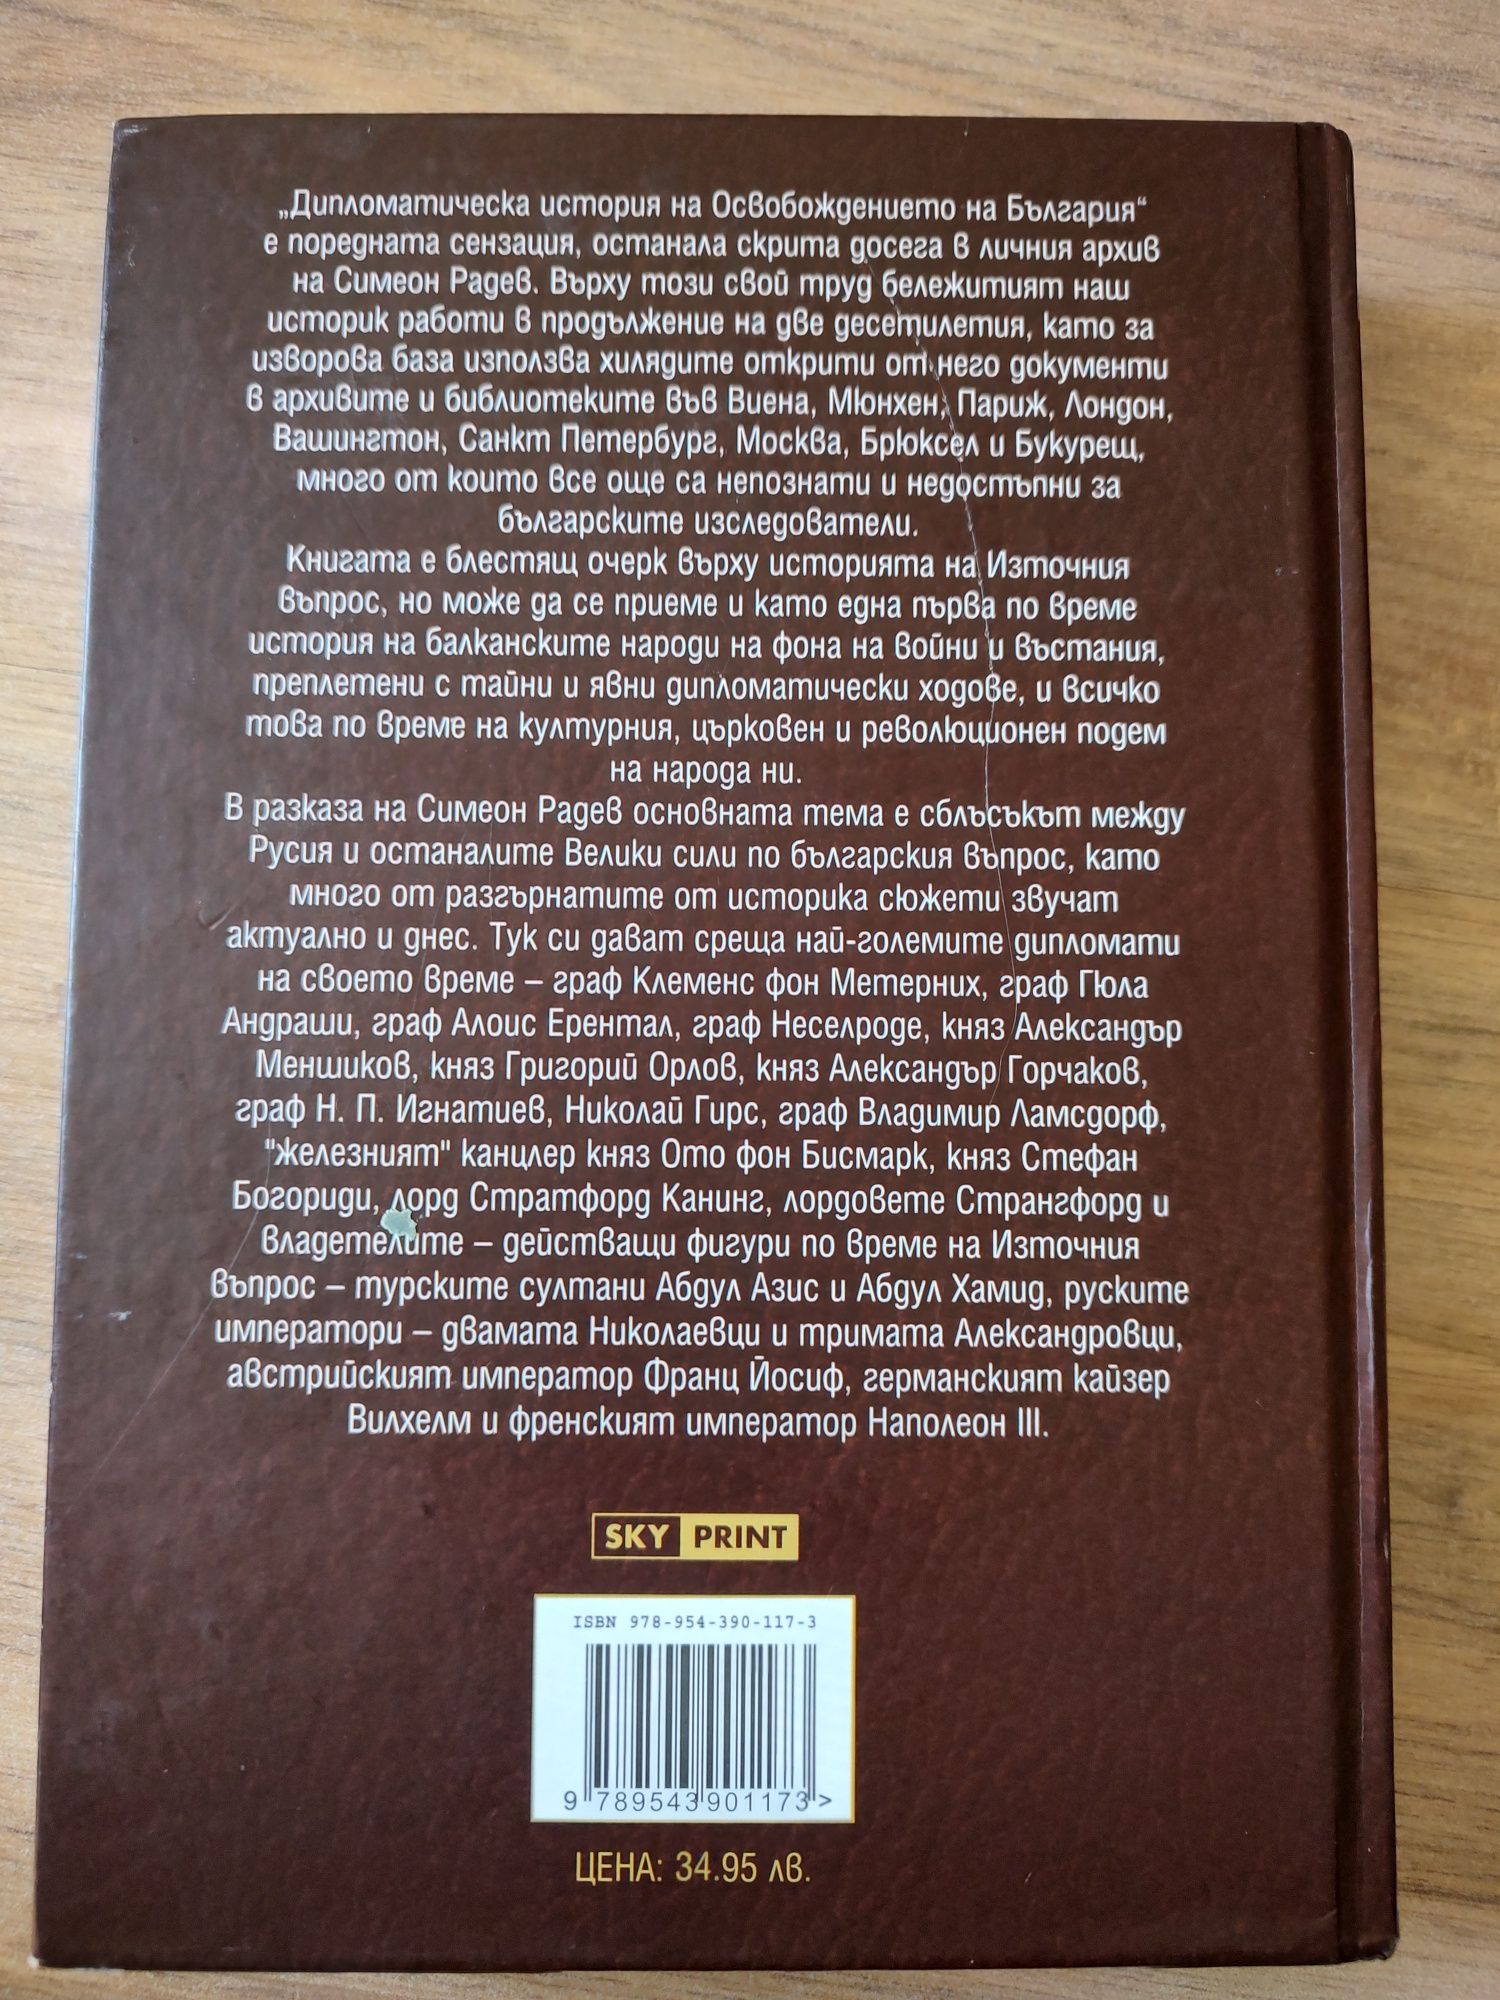 „Дипломатическа история на Освобождението на България“
е поредната сензация, останала скрита досега в личния архив
на Симеон Радев. Върху този свой труд бележитият наш
историк работи в продължение на две десетилетия, като за
изворова база използва хилядите открити от него документи
в архивите и библиотеките във Виена, Мюнхен, Париж, Лондон,
Вашингтон, Санкт Петербург, Москва, Брюксел и Букурещ,
много от които все още са непознати и недостъпни за
българските изследователи.
Книгата е блестящ очерк върху историята на Източния
въпрос, но може да се приеме и като една първа по време
история на балканските народи на фона на войни и въстания,
преплетени с тайни и явни дипломатически ходове, и всичко
това по време на културния, църковен и революционен подем
на народа ни.
В разказа на Симеон Радев основната тема е сблъсъкът между
Русия и останалите Велики сили по българския въпрос, като
много от разгърнатите от историка сюжети звучат
актуално и днес. Тук си дават среща най-големите дипломати
на своето време – граф Клеменс фон Метерних, граф Гюла
Андраши, граф Алоис Ерентал, граф Неселроде, княз Александър
Меншиков, княз Григорий Орлов, княз Александър Горчаков,
граф Н. П. Игнатиев, Николай Гирс, граф Владимир Ламсдорф,
"железният" канцлер княз Ото фон Бисмарк, княз Стефан
Богориди, лорд Стратфорд Канинг, лордовете Странгфорд и
владетелите – действащи фигури по време на Източния
въпрос – турските султани Абдул Азис и Абдул Хамид, руските
императори – двамата Николаевци и тримата Александровци,
австрийският император Франц Йосиф, германският кайзер
Вилхелм и френският император Наполеон III.
SKY PRINT
ISBN 978-954-390-117-3
9 789543 901173 >
ЦЕНА: 34.95 лв.